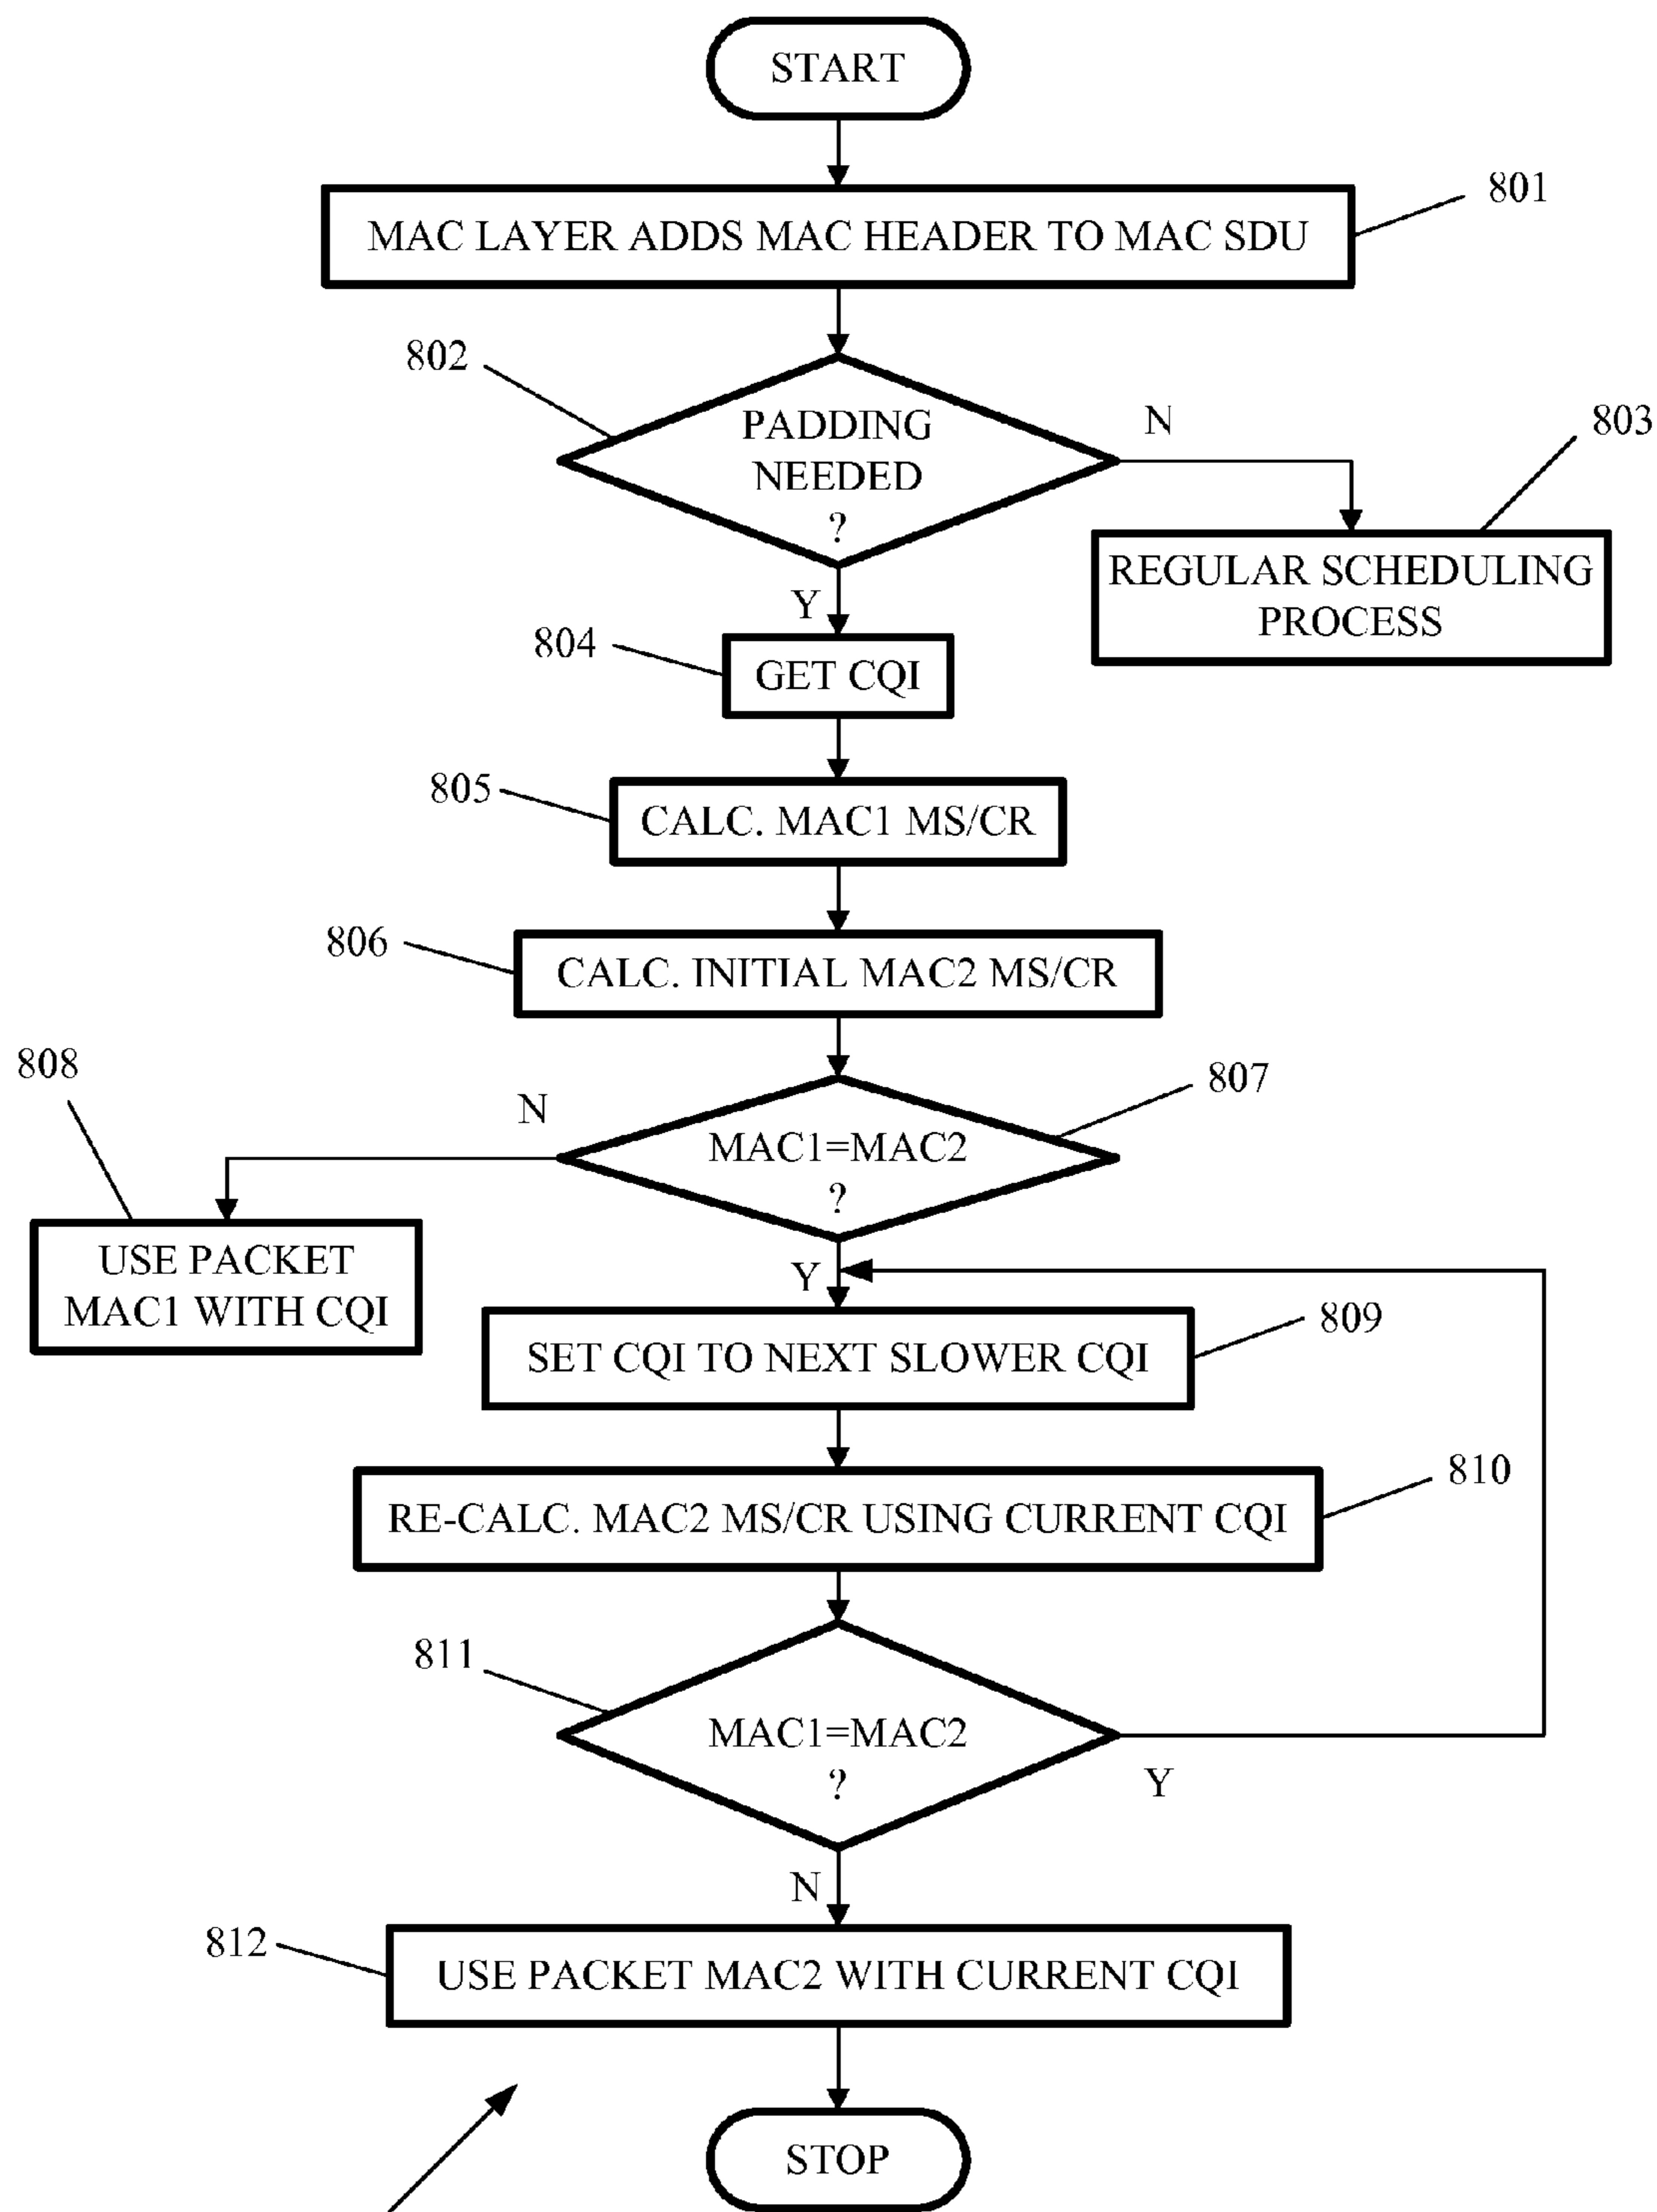 START
801
MAC LAYER ADDS MAC HEADER TO MAC SDU
802
PADDING
NEEDED
?
N
803
REGULAR SCHEDULING
PROCESS
Y
804
GET CQI
805
CALC. MAC1 MS/CR
806
CALC. INITIAL MAC2 MS/CR
807
MAC1=MAC2
?
N
808
USE PACKET
MAC1 WITH CQI
Y
809
SET CQI TO NEXT SLOWER CQI
810
RE-CALC. MAC2 MS/CR USING CURRENT CQI
811
MAC1=MAC2
?
Y
N
812
USE PACKET MAC2 WITH CURRENT CQI
STOP